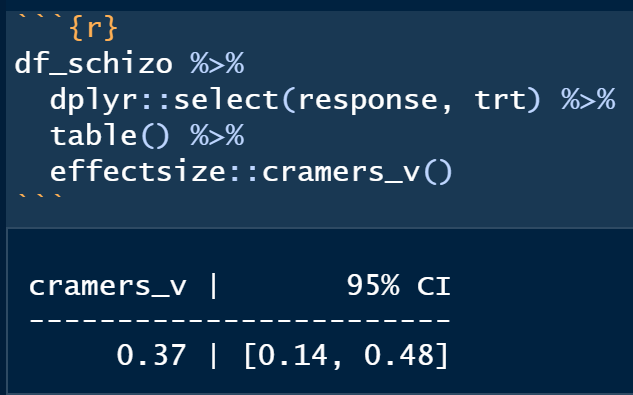 ```{r}
df_schizo %>%
  dplyr::select(response, trt) %>%
  table() %>%
  effectsize::cramers_v()
```
cramers_v |       95% CI
------------------------
     0.37 | [0.14, 0.48]